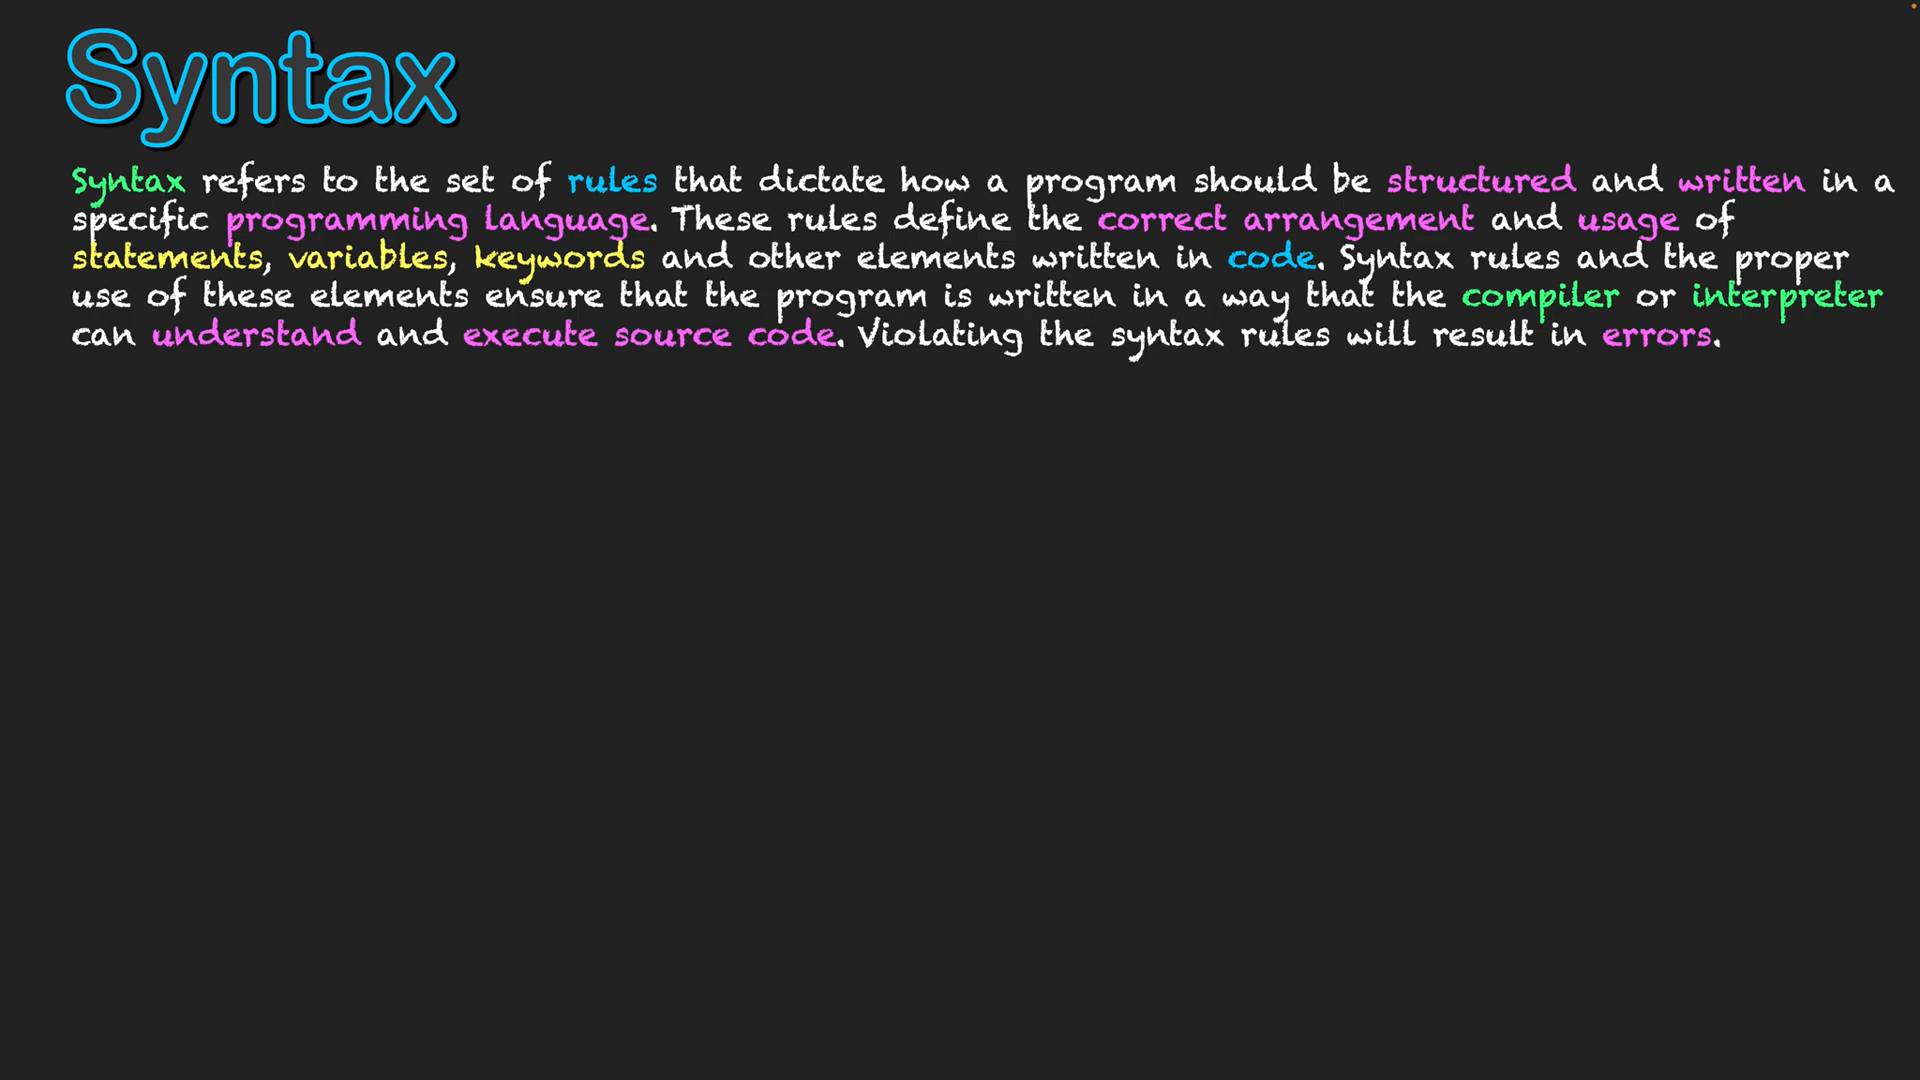 Syntax
Syntax refers to the set of rules that dictate how a program should be structured and written in a
specific programming language. These rules define the correct arrangement and usage of
statements, variables, keywords and other elements written in code. Syntax rules and the proper
use of these elements ensure that the program is written in a way that the compiler or interpreter
can understand and execute source code. Violating the syntax rules will result in errors.